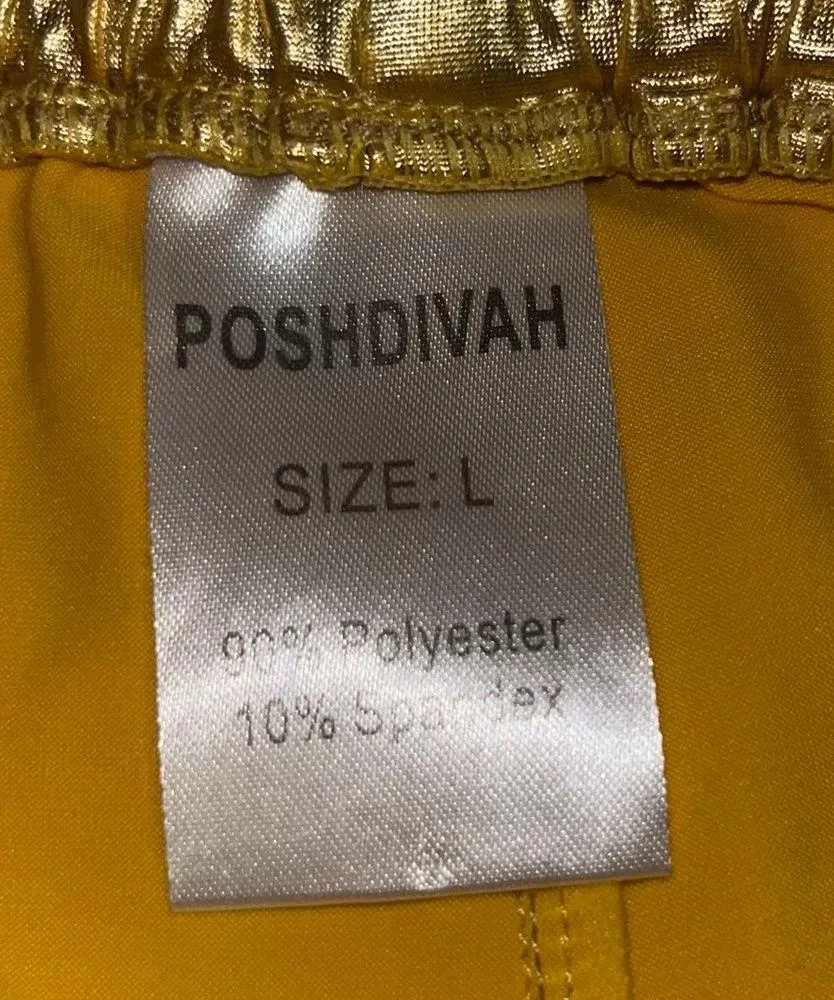 POSHDIVAH
SIZE: L
90% Polyester
10% Spandex